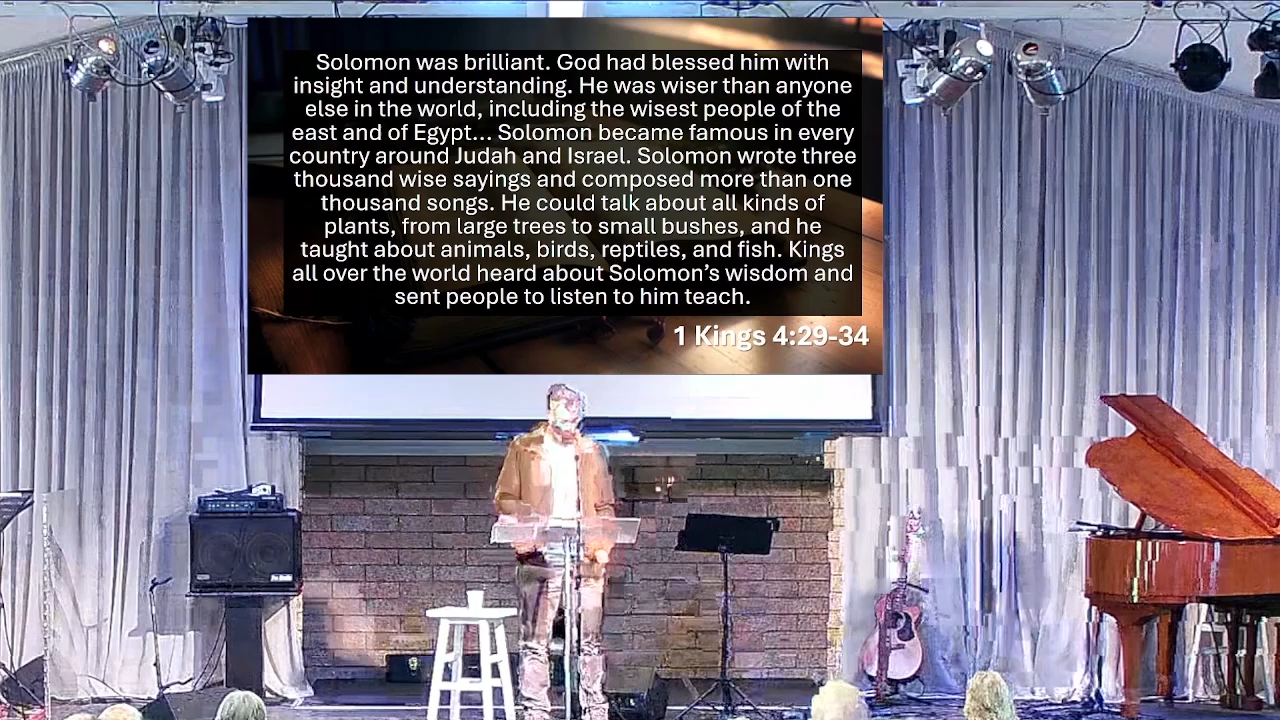 Solomon was brilliant. God had blessed him with
insight and understanding. He was wiser than anyone
else in the world, including the wisest people of the
east and of Egypt... Solomon became famous in every
country around Judah and Israel. Solomon wrote three
thousand wise sayings and composed more than one
thousand songs. He could talk about all kinds of
plants, from large trees to small bushes, and he
taught about animals, birds, reptiles, and fish. Kings
all over the world heard about Solomon’s wisdom and
sent people to listen to him teach.
1 Kings 4:29-34